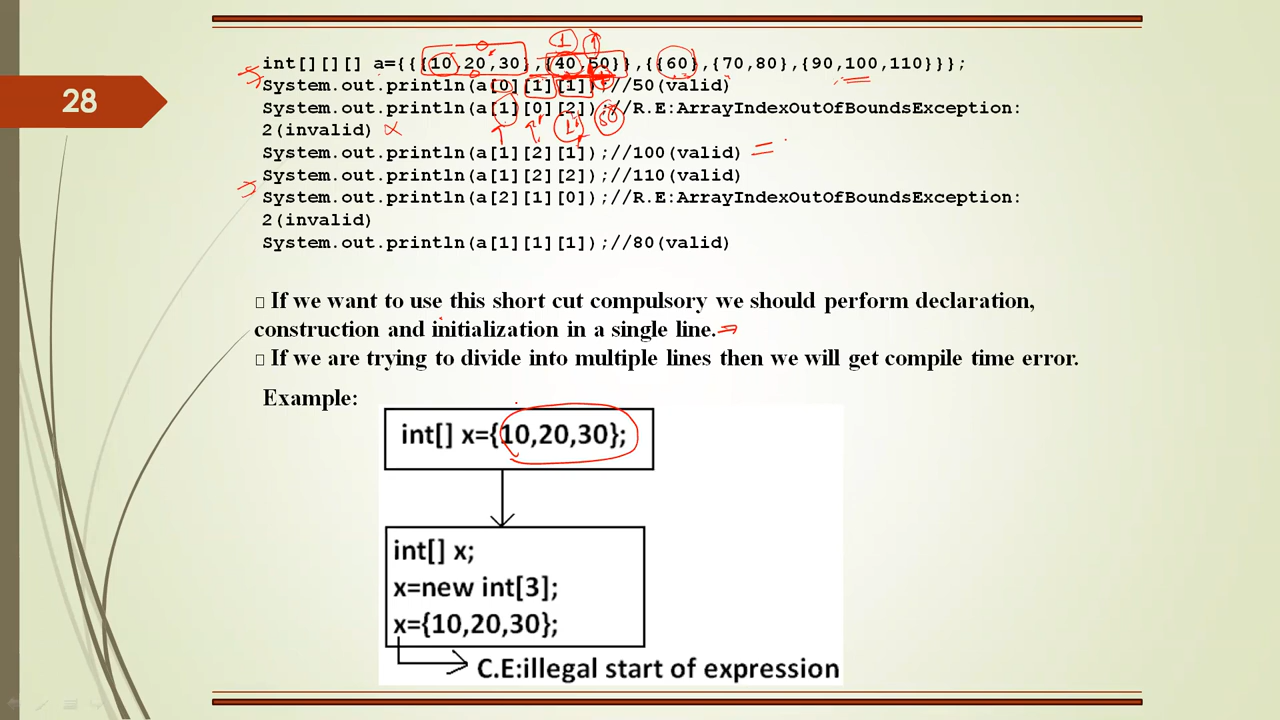 28
int[][][] a={{{10,20,30},{40,50}},{{60},{70,80},{90,100,110}}};
System.out.println(a[0][1][1]);//50(valid)
System.out.println(a[1][0][2]);//R.E:ArrayIndexOutOfBoundsException:
2(invalid)
System.out.println(a[1][2][1]);//100(valid)
System.out.println(a[1][2][2]);//110(valid)
System.out.println(a[2][1][0]);//R.E:ArrayIndexOutOfBoundsException:
2(invalid)
System.out.println(a[1][1][1]);//80(valid)
If we want to use this short cut compulsory we should perform declaration,
construction and initialization in a single line.
If we are trying to divide into multiple lines then we will get compile time error.
Example:
int[] x={10,20,30};
int[] x;
x=new int[3];
x={10,20,30};
C.E:illegal start of expression